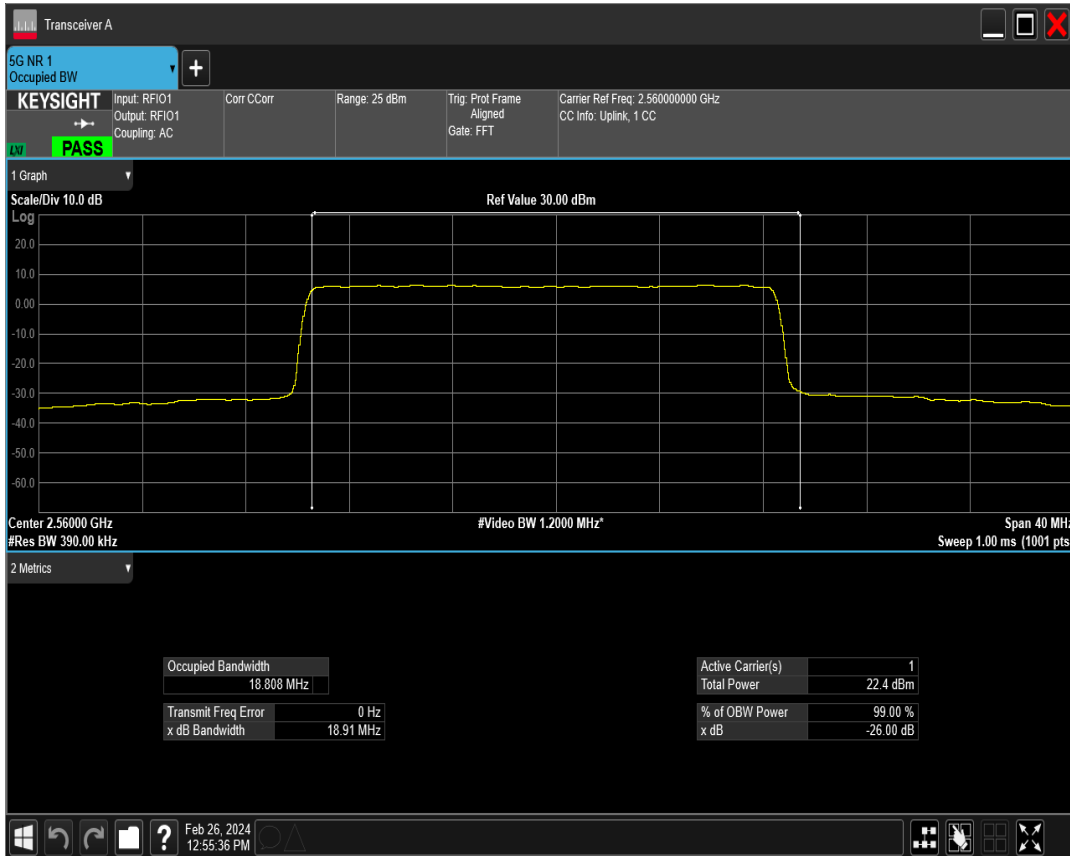 Transceiver A
5G NR 1
Occupied BW
KEYSIGHT
LXI
PASS
Input: RFIO1
Output: RFIO1
Coupling: AC
Corr CCorr
Range: 25 dBm
Trig: Prot Frame
Aligned
Gate: FFT
Carrier Ref Freq: 2.560000000 GHz
CC Info: Uplink, 1 CC
1 Graph
Scale/Div 10.0 dB
Ref Value 30.00 dBm
Log
20.0
10.0
0.00
-10.0
-20.0
-30.0
-40.0
-50.0
-60.0
Center 2.56000 GHz
#Video BW 1.2000 MHz*
Span 40 MHz
#Res BW 390.00 kHz
Sweep 1.00 ms (1001 pts
2 Metrics
Occupied Bandwidth
18.808 MHz
Transmit Freq Error 0 Hz
x dB Bandwidth 18.91 MHz
Active Carrier(s) 1
Total Power 22.4 dBm
% of OBW Power 99.00 %
x dB -26.00 dB
?
Feb 26, 2024
12:55:36 PM